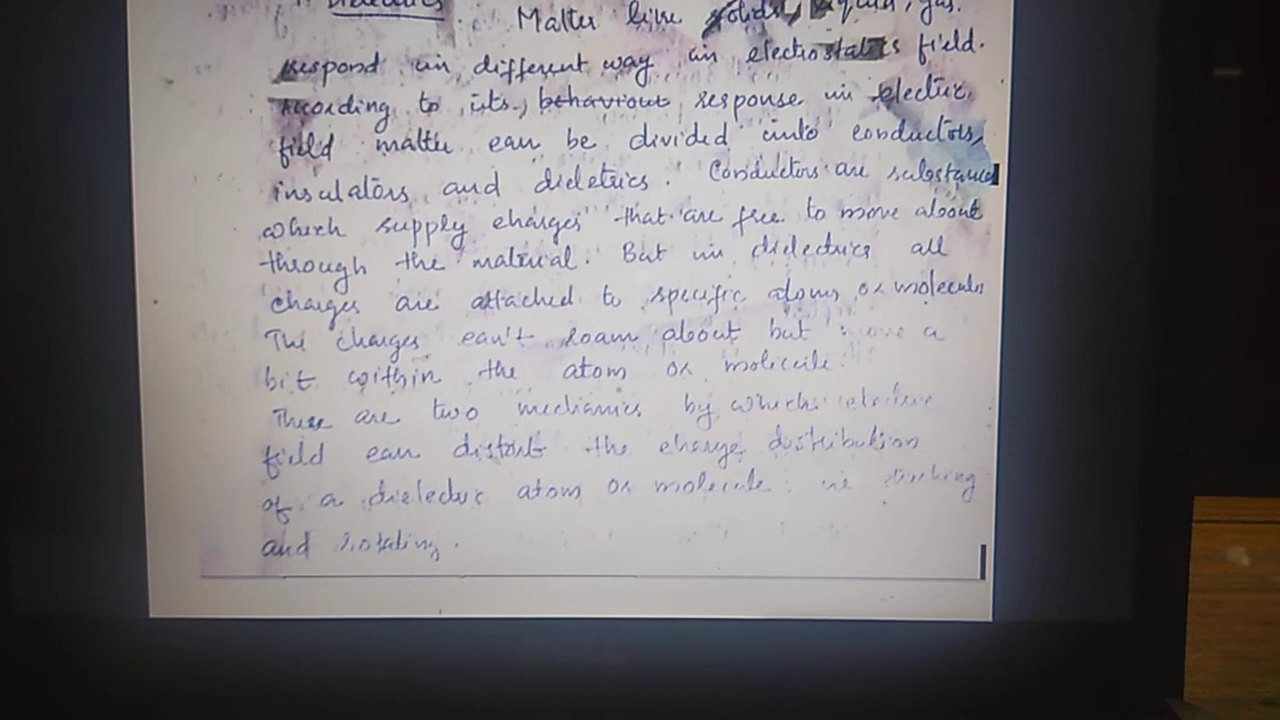 Dielectrics
Matter like solids, liquid, gas.
respond in different way in electrostatics field.
According to its, behaviour response in electric
field matter can be divided into conductors,
insulators and dieletrics. Conductors are substance
which supply charges that are free to move about
through the material. But in dielectrics all
charges are attached to specific atoms or molecules
The charges can't roam about but move a
bit within the atom or molecule.
These are two mechanics by which electric
field can distort the charge distribution
of a dielectric atom or molecule: ie stretching
and rotating.